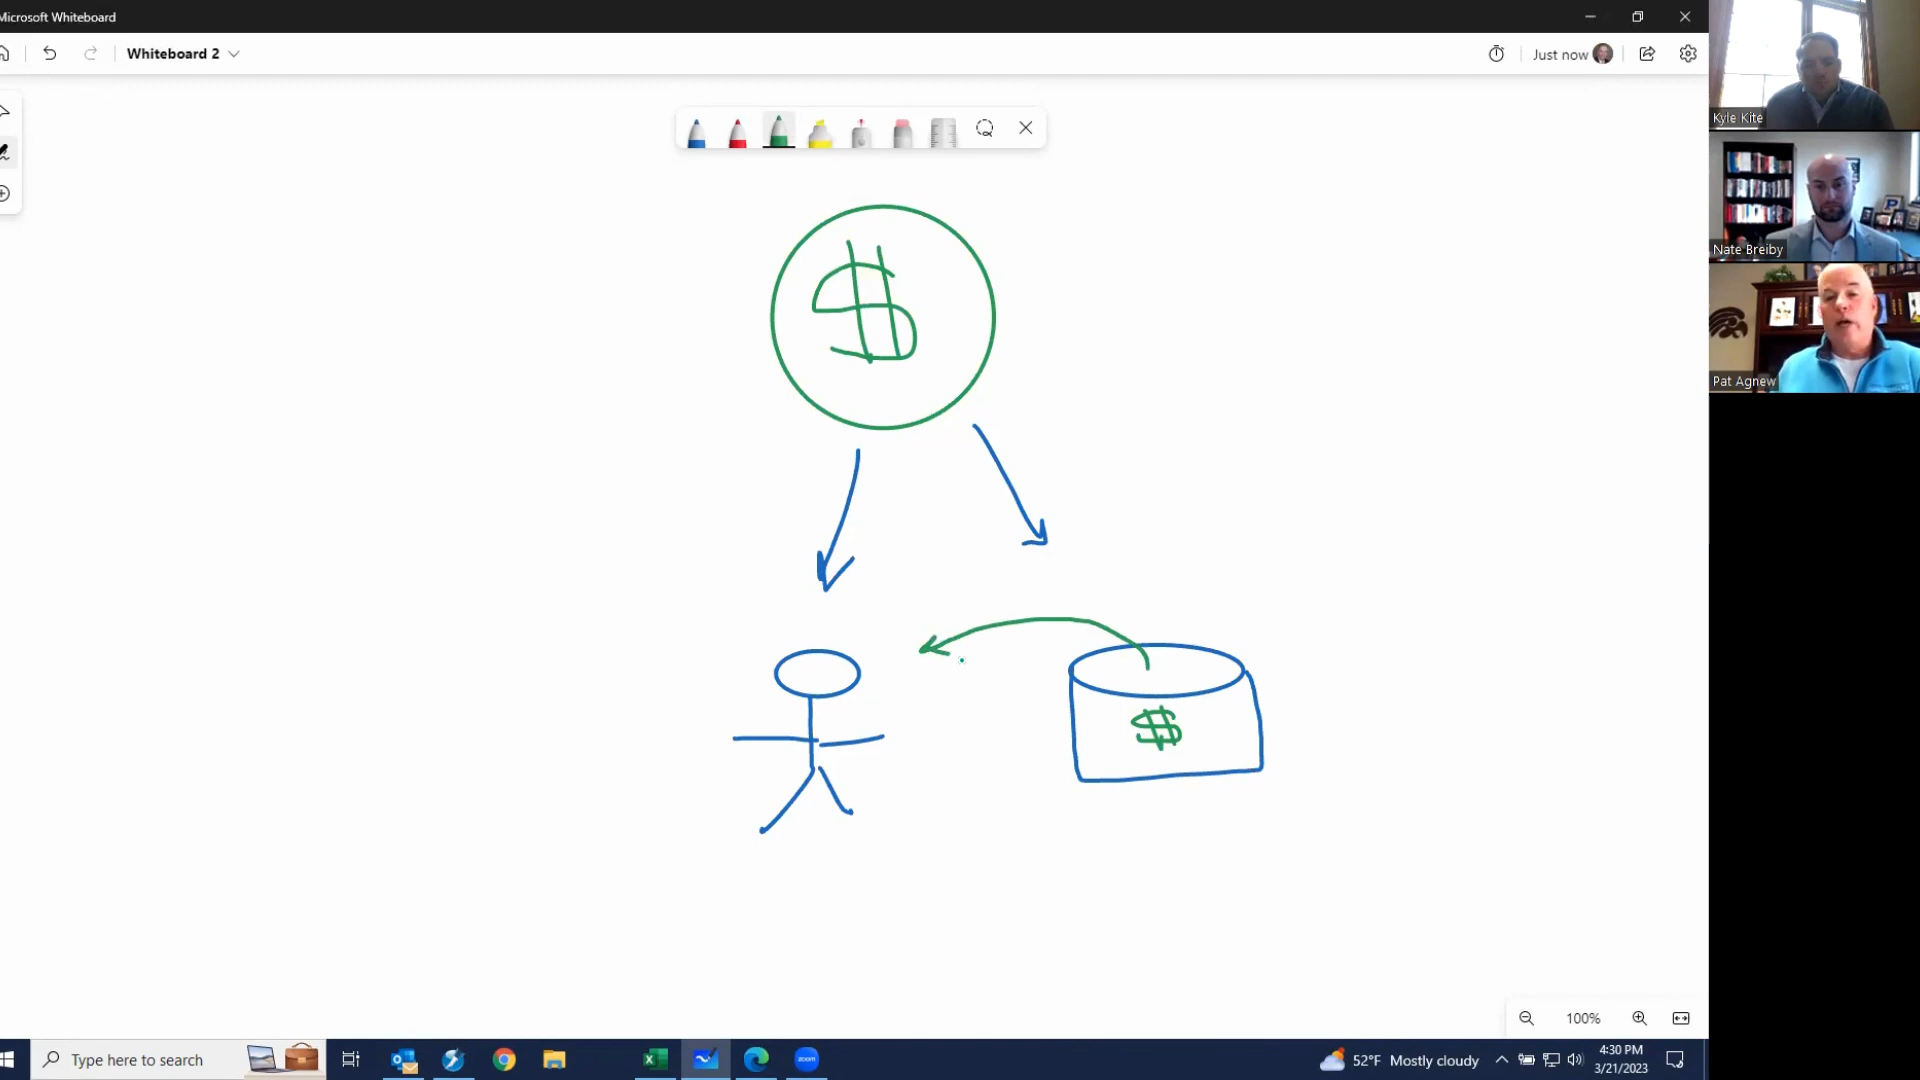 Microsoft Whiteboard
Whiteboard 2
Just now
Kyle Kite
Nate Breiby
Pat Agnew
$
$
100%
Type here to search
zoom
52°F Mostly cloudy
4:30 PM
3/21/2023